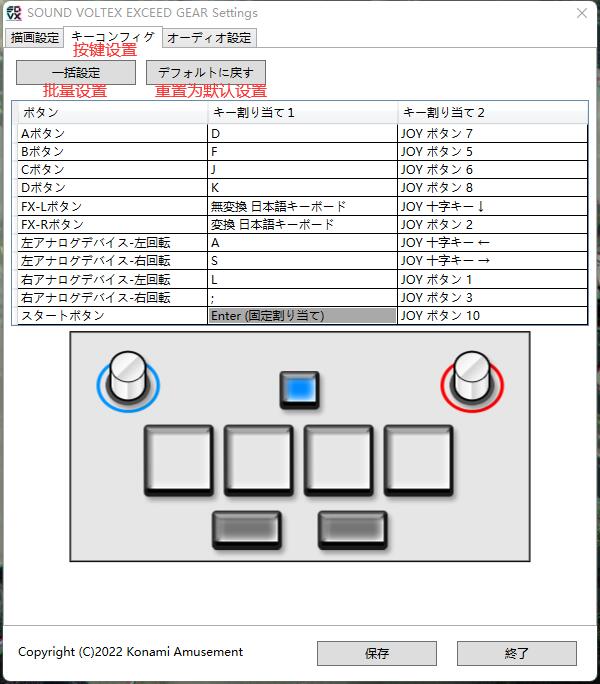 SDVX SOUND VOLTEX EXCEED GEAR Settings
描画設定 キーコンフィグ オーディオ設定
按键设置
一括設定 デフォルトに戻す
批量设置 重置为默认设置
ボタン キー割り当て１ キー割り当て２
Aボタン D JOY ボタン 7
Bボタン F JOY ボタン 5
Cボタン J JOY ボタン 6
Dボタン K JOY ボタン 8
FX-Lボタン 無変換 日本語キーボード JOY 十字キー ↓
FX-Rボタン 変換 日本語キーボード JOY ボタン 2
左アナログデバイス-左回転 A JOY 十字キー ←
左アナログデバイス-右回転 S JOY 十字キー →
右アナログデバイス-左回転 L JOY ボタン 1
右アナログデバイス-右回転 ; JOY ボタン 3
スタートボタン Enter (固定割り当て) JOY ボタン 10
Copyright (C)2022 Konami Amusement 保存 終了